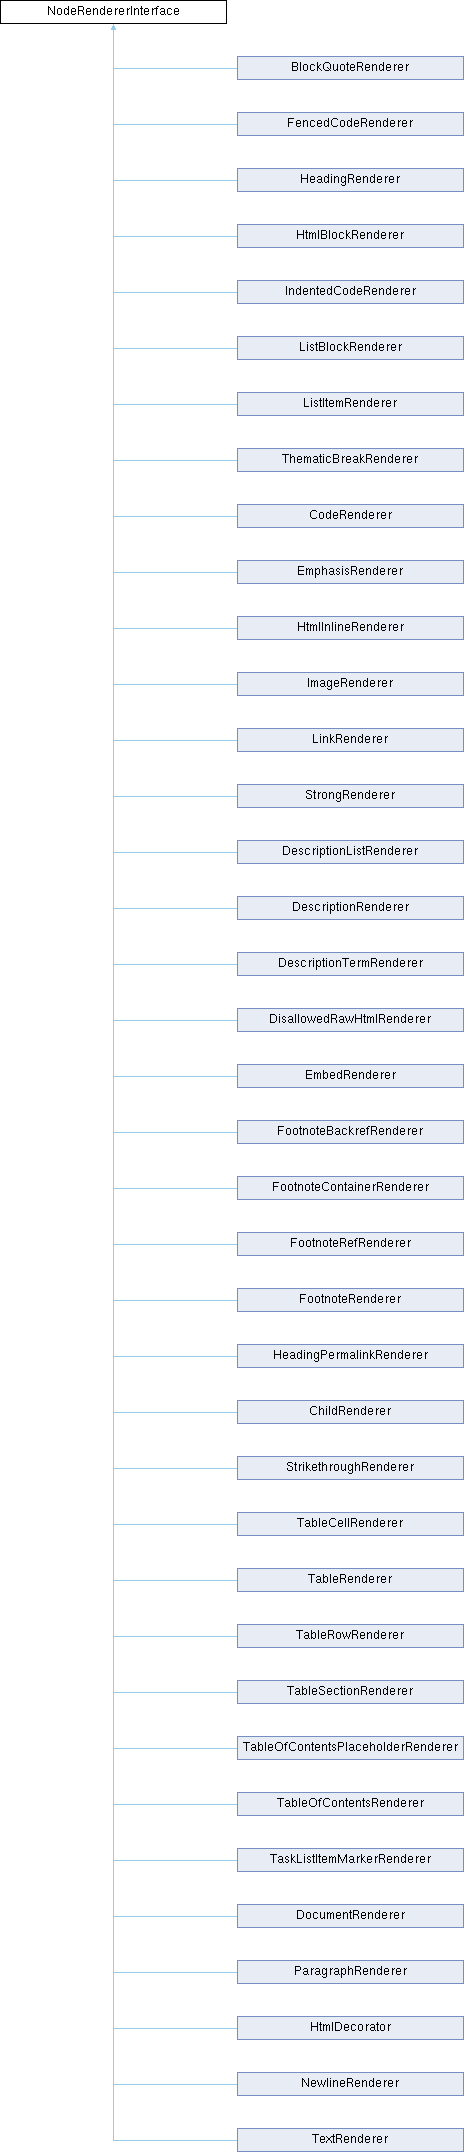 NodeRendererInterface
BlockQuoteRenderer
FencedCodeRenderer
HeadingRenderer
HtmlBlockRenderer
IndentedCodeRenderer
ListBlockRenderer
ListItemRenderer
ThematicBreakRenderer
CodeRenderer
EmphasisRenderer
HtmlInlineRenderer
ImageRenderer
LinkRenderer
StrongRenderer
DescriptionListRenderer
DescriptionRenderer
DescriptionTermRenderer
DisallowedRawHtmlRenderer
EmbedRenderer
FootnoteBackrefRenderer
FootnoteContainerRenderer
FootnoteRefRenderer
FootnoteRenderer
HeadingPermalinkRenderer
ChildRenderer
StrikethroughRenderer
TableCellRenderer
TableRenderer
TableRowRenderer
TableSectionRenderer
TableOfContentsPlaceholderRenderer
TableOfContentsRenderer
TaskListItemMarkerRenderer
DocumentRenderer
ParagraphRenderer
HtmlDecorator
NewlineRenderer
TextRenderer